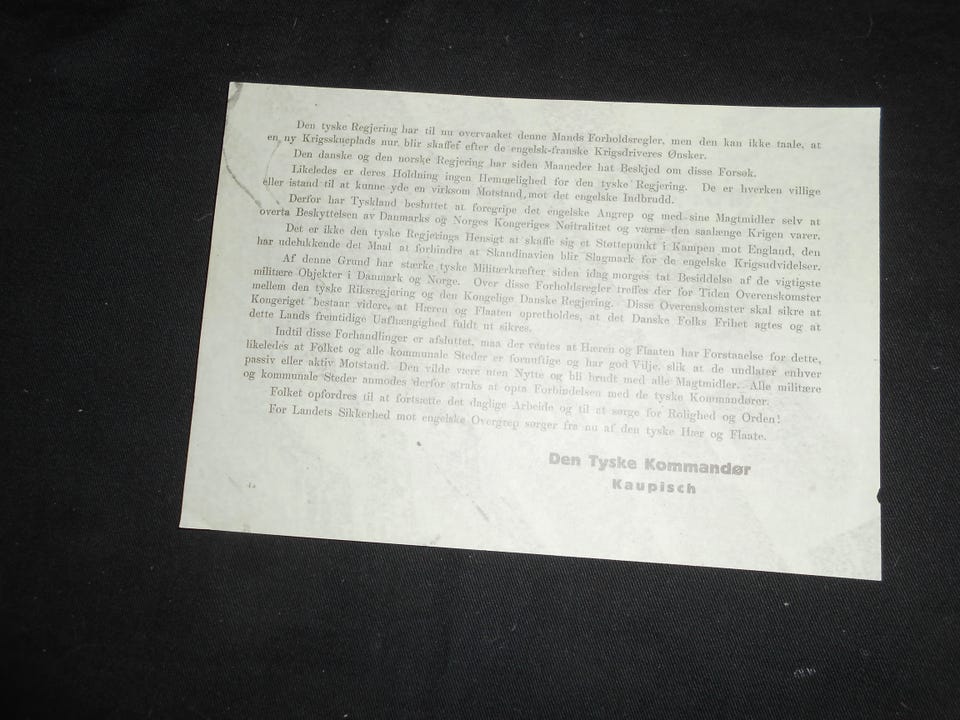 Den tyske Regjering har til nu overvaaket denne Mands Forholdsregler, men den kan ikke taale, at
en ny Krigsskueplads nur blir skaffet efter de engelsk-franske Krigsdriveres Ønsker.
Den danske og den norske Regjering har siden Maaneder hat Beskjed om disse Forsøk.
Likeledes er deres Holdning ingen Hemmelighed for den tyske Regjering. De er hverken villige
eller istand til at kunne yde en virksom Motstand mot det engelske Indbrudd.
Derfor har Tyskland besluttet at foregripe det engelske Angrep og med sine Magtmidler selv at
overta Beskyttelsen av Danmarks og Norges Kongeriges Nøitralitet og værne den saalænge Krigen varer.
Det er ikke den tyske Regjerings Hensigt at skaffe sig et Støttepunkt i Kampen mot England, den
har udelukkende det Maal at forhindre at Skandinavien blir Slagmark for de engelske Krigsudvidelser.
Af denne Grund har stærke tyske Militærkræfter siden idag morges tat Besiddelse af de vigtigste
militære Objekter i Danmark og Norge. Over disse Forholdsregler treffes der for Tiden Overenskomster
mellem den tyske Riksregjering og den Kongelige Danske Regjering. Disse Overenskomster skal sikre at
Kongeriget bestaar videre, at Hæren og Flaaten opretholdes, at det Danske Folks Frihet agtes og at
dette Lands fremtidige Uafhængighed fuldt ut sikres.
Indtil disse Forhandlinger er afsluttet, maa der ventes at Hæren og Flaaten har Forstaaelse for dette,
likeledes at Folket og alle kommunale Steder er fornuftige og har god Vilje, slik at de undlater enhver
passiv eller aktiv Motstand. Den vilde være uten Nytte og bli brudt med alle Magtmidler. Alle militære
og kommunale Steder anmodes derfor straks at opta Forbindelsen med de tyske Kommandører.
Folket opfordres til at fortsætte det daglige Arbeide og til at sørge for Rolighed og Orden!
For Landets Sikkerhed mot engelske Overgrep sørger fra nu af den tyske Hær og Flaate.
Den Tyske Kommandør
Kaupisch